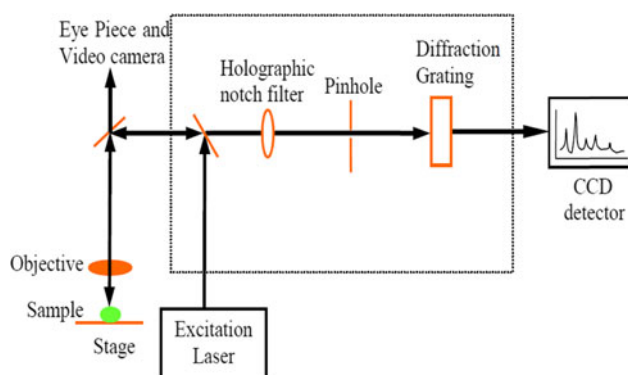 Eye Piece and
Video camera
Holographic
notch filter
Pinhole
Diffraction
Grating
CCD
detector
Objective
Sample
Stage
Excitation
Laser